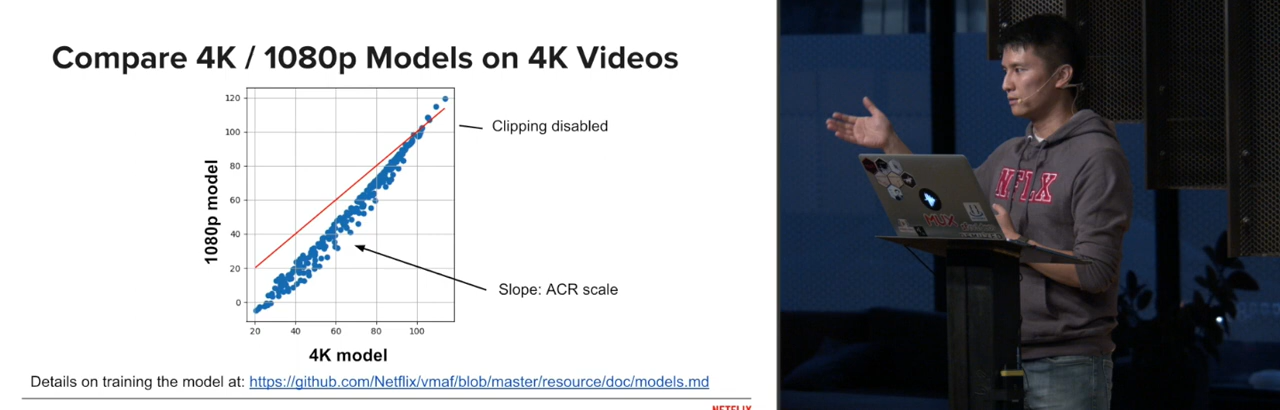 Compare 4K / 1080p Models on 4K Videos
120
100
80
60
40
20
0
20 40 60 80 100
1080p model
4K model
Clipping disabled
Slope: ACR scale
Details on training the model at: https://github.com/Netflix/vmaf/blob/master/resource/doc/models.md
NETFLIX
NFLX
MUX